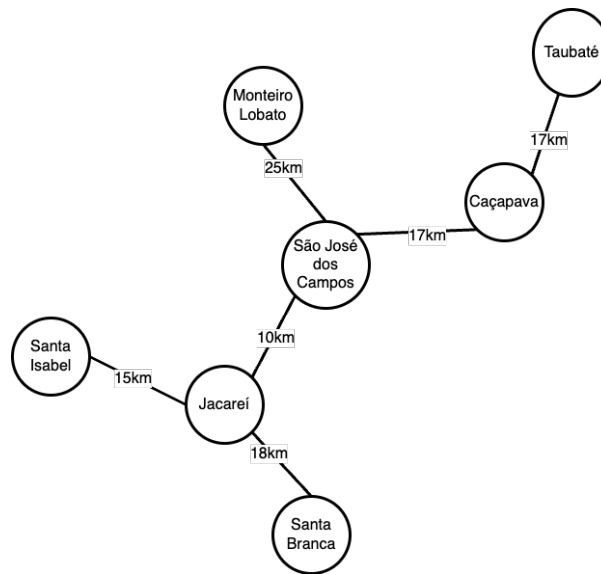 Taubaté
Monteiro
Lobato
17km
25km
Caçapava
17km
São José
dos
Campos
10km
Santa
Isabel
15km
Jacareí
18km
Santa
Branca